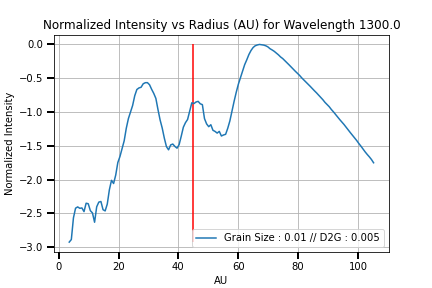 Normalized Intensity vs Radius (AU) for Wavelength 1300.0
Normalized Intensity
0.0
−0.5
−1.0
−1.5
−2.0
−2.5
−3.0
Grain Size : 0.01 // D2G : 0.005
0 20 40 60 80 100
AU